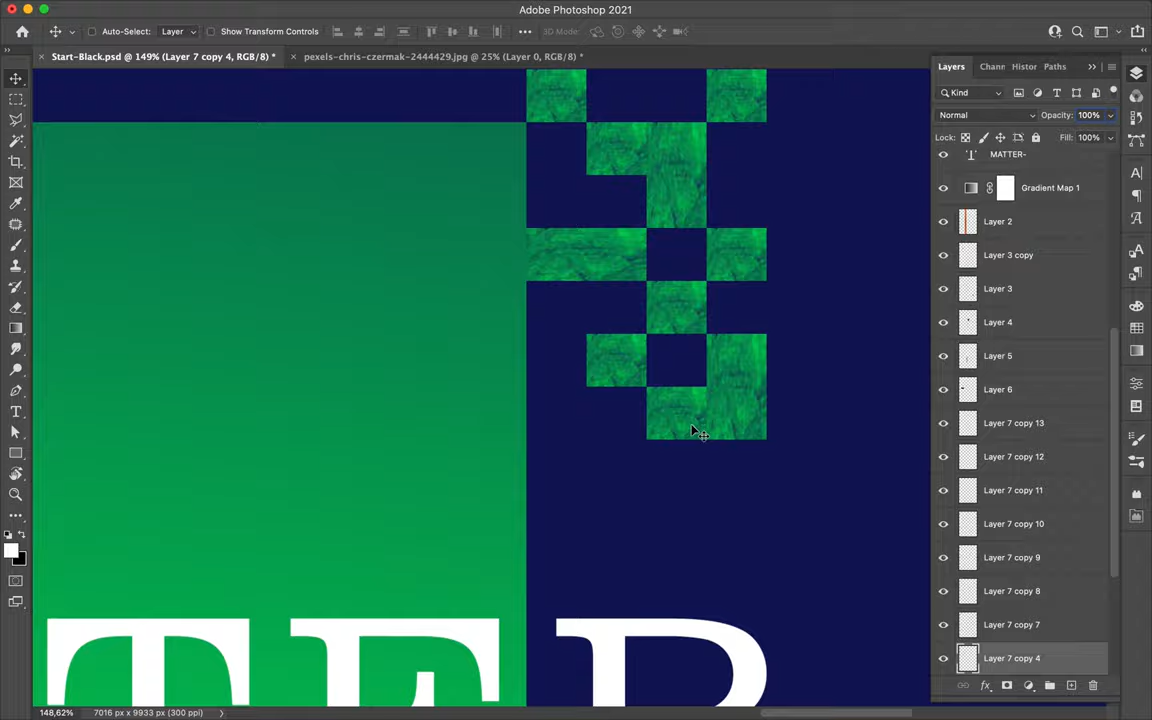 Adobe Photoshop 2021
Auto-Select: Layer Show Transform Controls 3D Mode:
Start-Black.psd @ 149% (Layer 7 copy 4, RGB/8) * pexels-chris-czermak-2444429.jpg @ 25% (Layer 0, RGB/8) *
Layers Chann Histor Paths
Kind
Normal Opacity: 100%
Lock: Fill: 100%
MATTER-
Gradient Map 1
Layer 2
Layer 3 copy
Layer 3
Layer 4
Layer 5
Layer 6
Layer 7 copy 13
Layer 7 copy 12
Layer 7 copy 11
Layer 7 copy 10
Layer 7 copy 9
Layer 7 copy 8
Layer 7 copy 7
Layer 7 copy 4
TER
148,62% 7016 px x 9933 px (300 ppi)